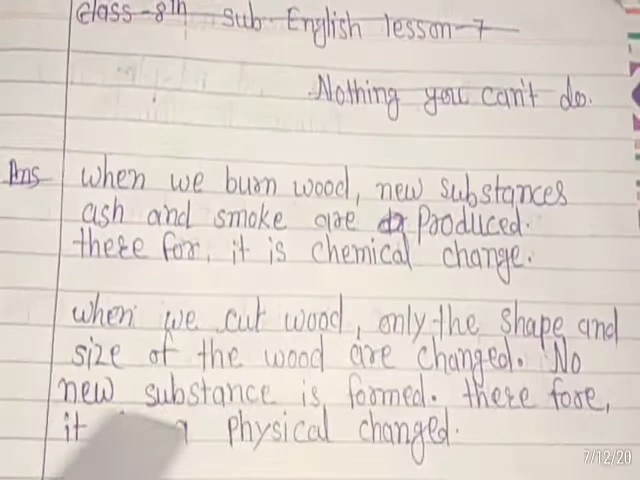 Class-8th sub English lesson-7
Nothing you can't do.
Ans when we burn wood, new substances
ash and smoke are Produced.
there for, it is chemical change.
when we cut wood, only the shape and
size of the wood are changed. No
new substance is formed. there fore,
it physical changed.
7/12/20